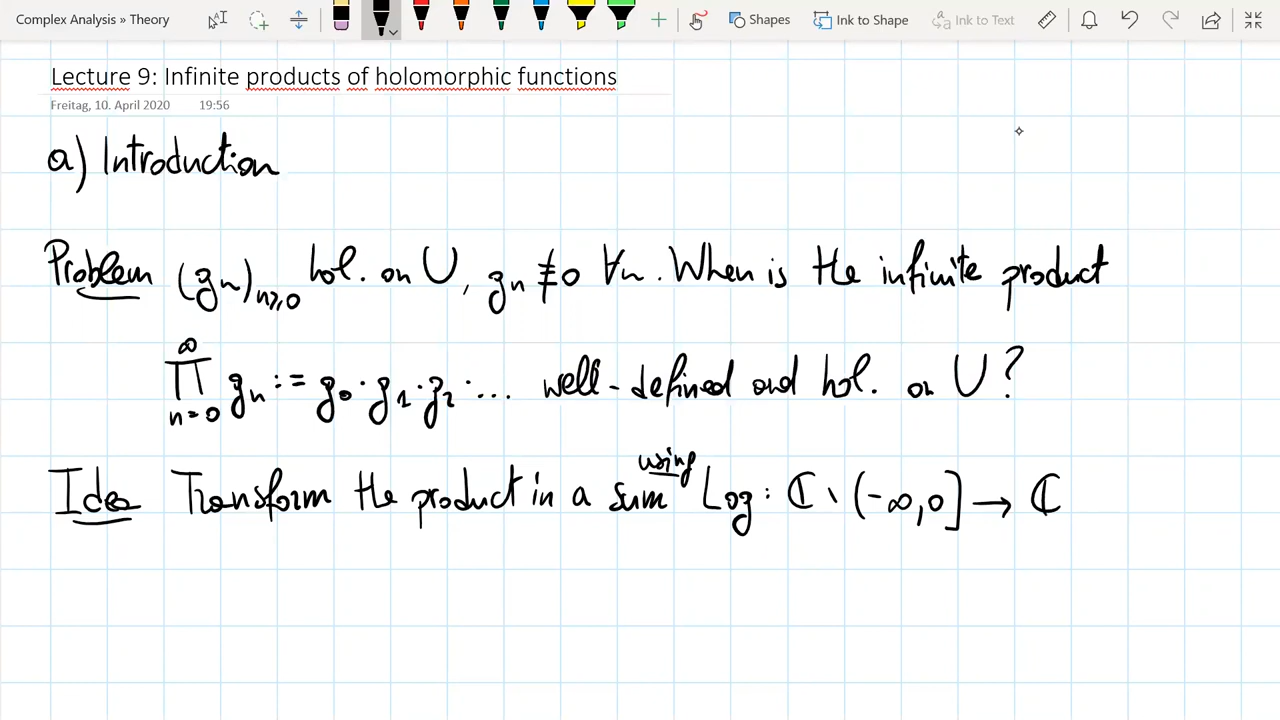 Complex Analysis » Theory
Shapes
Ink to Shape
Ink to Text
Lecture 9: Infinite products of holomorphic functions
Freitag, 10. April 2020 19:56
a) Introduction
Problem (gₙ)ₙ≥₀ hol. on U, gₙ ≢ 0 ∀n. When is the infinite product
∏ₙ₌₀^∞ gₙ := g₀ · g₁ · g₂ · ... well-defined and hol. on U?
Idea Transform the product in a sum using Log: ℂ \ (-∞,0] → ℂ